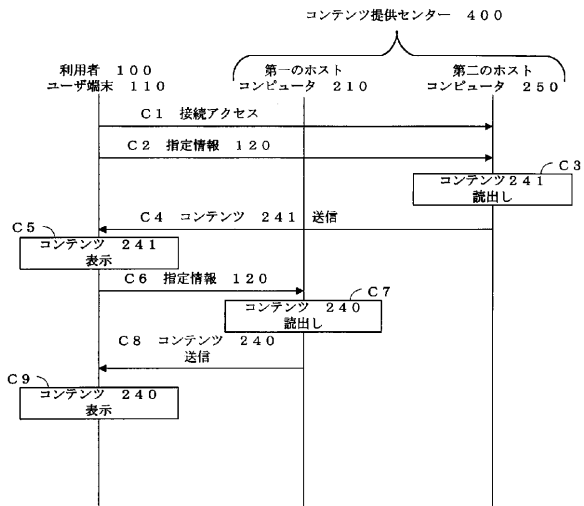 コンテンツ提供センター ４００
利用者 １００
ユーザ端末 １１０
第一のホスト
コンピュータ ２１０
第二のホスト
コンピュータ ２５０
Ｃ１ 接続アクセス
Ｃ２ 指定情報 １２０
Ｃ３
コンテンツ２４１
読出し
Ｃ４ コンテンツ ２４１ 送信
Ｃ５
コンテンツ ２４１
表示
Ｃ６ 指定情報 １２０
Ｃ７
コンテンツ ２４０
読出し
Ｃ８ コンテンツ ２４０
送信
Ｃ９
コンテンツ ２４０
表示